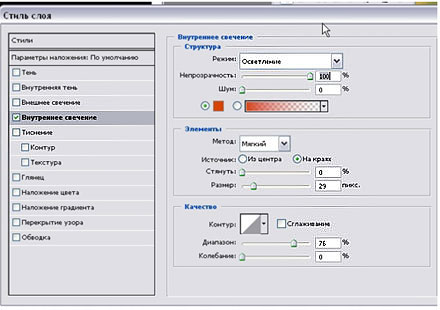 Стиль слоя
Стили
Параметры наложения: По умолчанию
Тень
Внутренняя тень
Внешнее свечение
Внутреннее свечение
Тиснение
Контур
Текстура
Глянец
Наложение цвета
Наложение градиента
Перекрытие узора
Обводка
Внутреннее свечение
Структура
Режим: Осветление
Непрозрачность: 100 %
Шум: 0 %
Элементы
Метод: Мягкий
Источник: Из центра На краях
Стянуть: 0 %
Размер: 29 пикс.
Качество
Контур: Сглаживание
Диапазон: 76 %
Колебание: 0 %